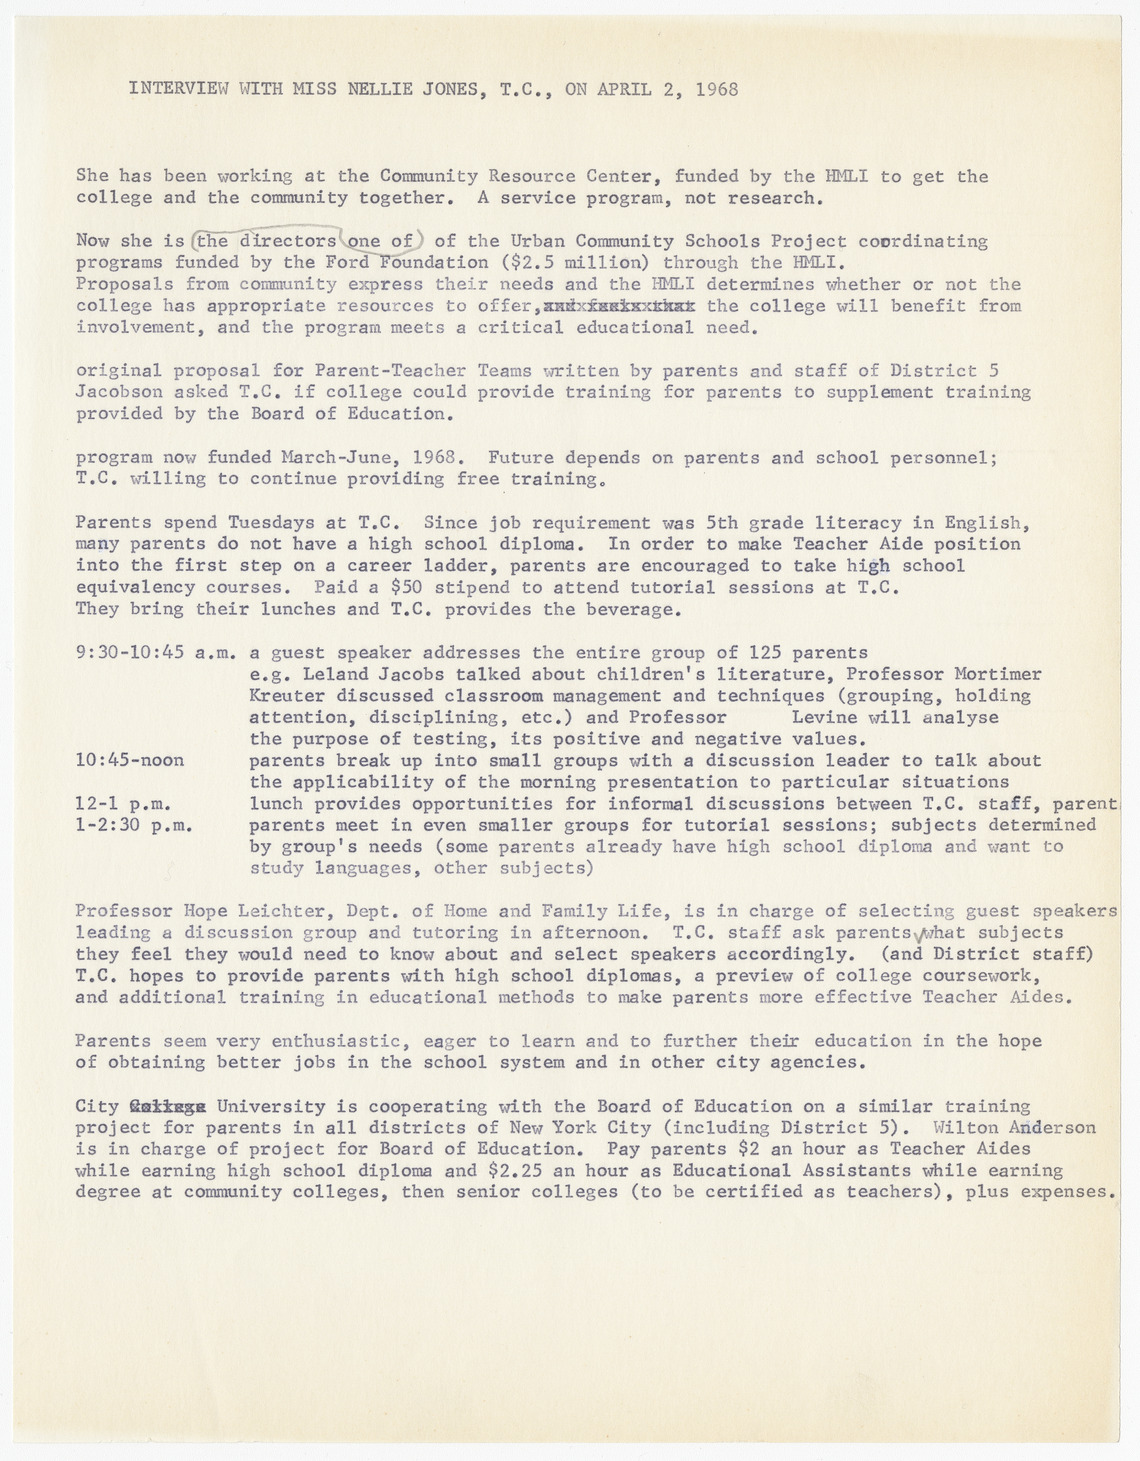 INTERVIEW WITH MISS NELLIE JONES, T.C., ON APRIL 2, 1968
She has been working at the Community Resource Center, funded by the HMLI to get the
college and the community together.  A service program, not research.
Now she is the directors one of of the Urban Community Schools Project coordinating
programs funded by the Ford Foundation ($2.5 million) through the HMLI.
Proposals from community express their needs and the HMLI determines whether or not the
college has appropriate resources to offer, the college will benefit from
involvement, and the program meets a critical educational need.
original proposal for Parent-Teacher Teams written by parents and staff of District 5
Jacobson asked T.C. if college could provide training for parents to supplement training
provided by the Board of Education.
program now funded March-June, 1968.  Future depends on parents and school personnel;
T.C. willing to continue providing free training.
Parents spend Tuesdays at T.C.  Since job requirement was 5th grade literacy in English,
many parents do not have a high school diploma.  In order to make Teacher Aide position
into the first step on a career ladder, parents are encouraged to take high school
equivalency courses.  Paid a $50 stipend to attend tutorial sessions at T.C.
They bring their lunches and T.C. provides the beverage.
9:30-10:45 a.m. a guest speaker addresses the entire group of 125 parents
e.g. Leland Jacobs talked about children's literature, Professor Mortimer
Kreuter discussed classroom management and techniques (grouping, holding
attention, disciplining, etc.) and Professor      Levine will analyse
the purpose of testing, its positive and negative values.
10:45-noon parents break up into small groups with a discussion leader to talk about
the applicability of the morning presentation to particular situations
12-1 p.m. lunch provides opportunities for informal discussions between T.C. staff, parent
1-2:30 p.m. parents meet in even smaller groups for tutorial sessions; subjects determined
by group's needs (some parents already have high school diploma and want to
study languages, other subjects)
Professor Hope Leichter, Dept. of Home and Family Life, is in charge of selecting guest speakers
leading a discussion group and tutoring in afternoon.  T.C. staff ask parents what subjects
they feel they would need to know about and select speakers accordingly.  (and District staff)
T.C. hopes to provide parents with high school diplomas, a preview of college coursework,
and additional training in educational methods to make parents more effective Teacher Aides.
Parents seem very enthusiastic, eager to learn and to further their education in the hope
of obtaining better jobs in the school system and in other city agencies.
City College University is cooperating with the Board of Education on a similar training
project for parents in all districts of New York City (including District 5).  Wilton Anderson
is in charge of project for Board of Education.  Pay parents $2 an hour as Teacher Aides
while earning high school diploma and $2.25 an hour as Educational Assistants while earning
degree at community colleges, then senior colleges (to be certified as teachers), plus expenses.